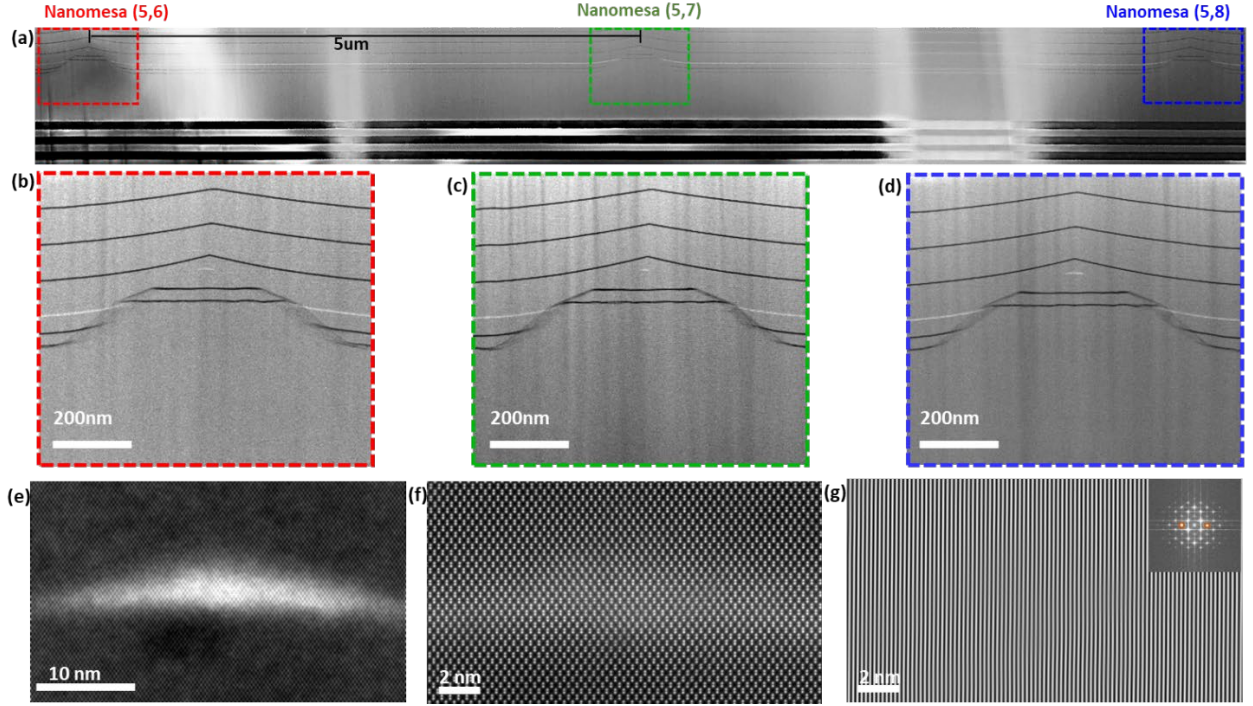 Nanomesa (5,6)
Nanomesa (5,7)
Nanomesa (5,8)
(a)
5um
(b)
(c)
(d)
200nm
200nm
200nm
(e)
(f)
(g)
10 nm
2 nm
2 nm